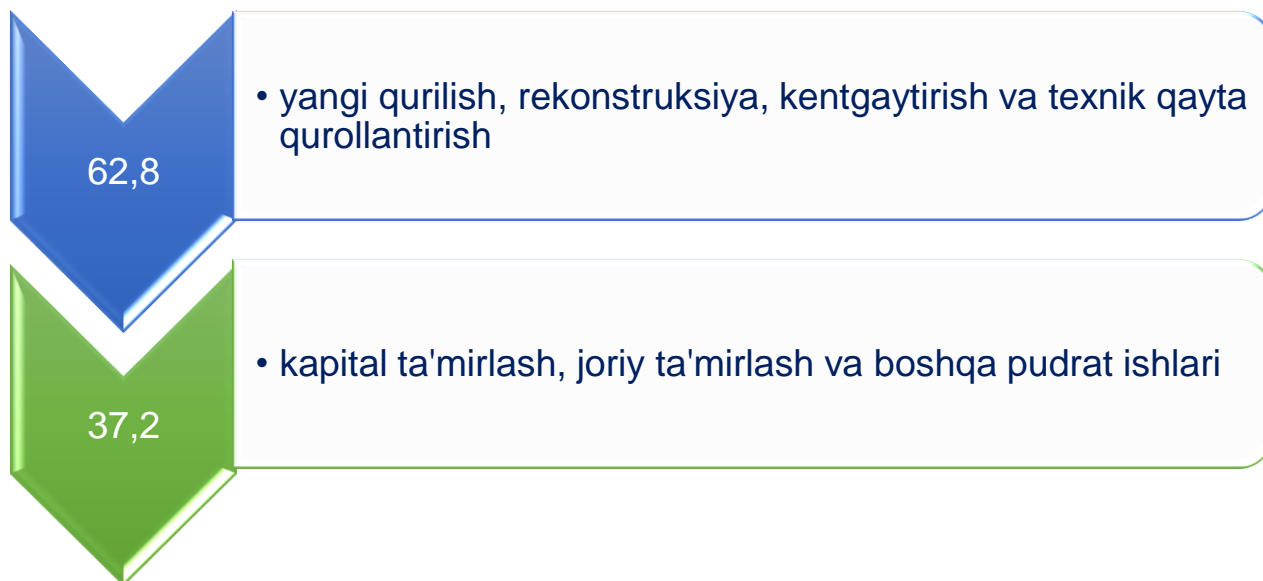 62,8
• yangi qurilish, rekonstruksiya, kentgaytirish va texnik qayta
qurollantirish
37,2
• kapital ta'mirlash, joriy ta'mirlash va boshqa pudrat ishlari